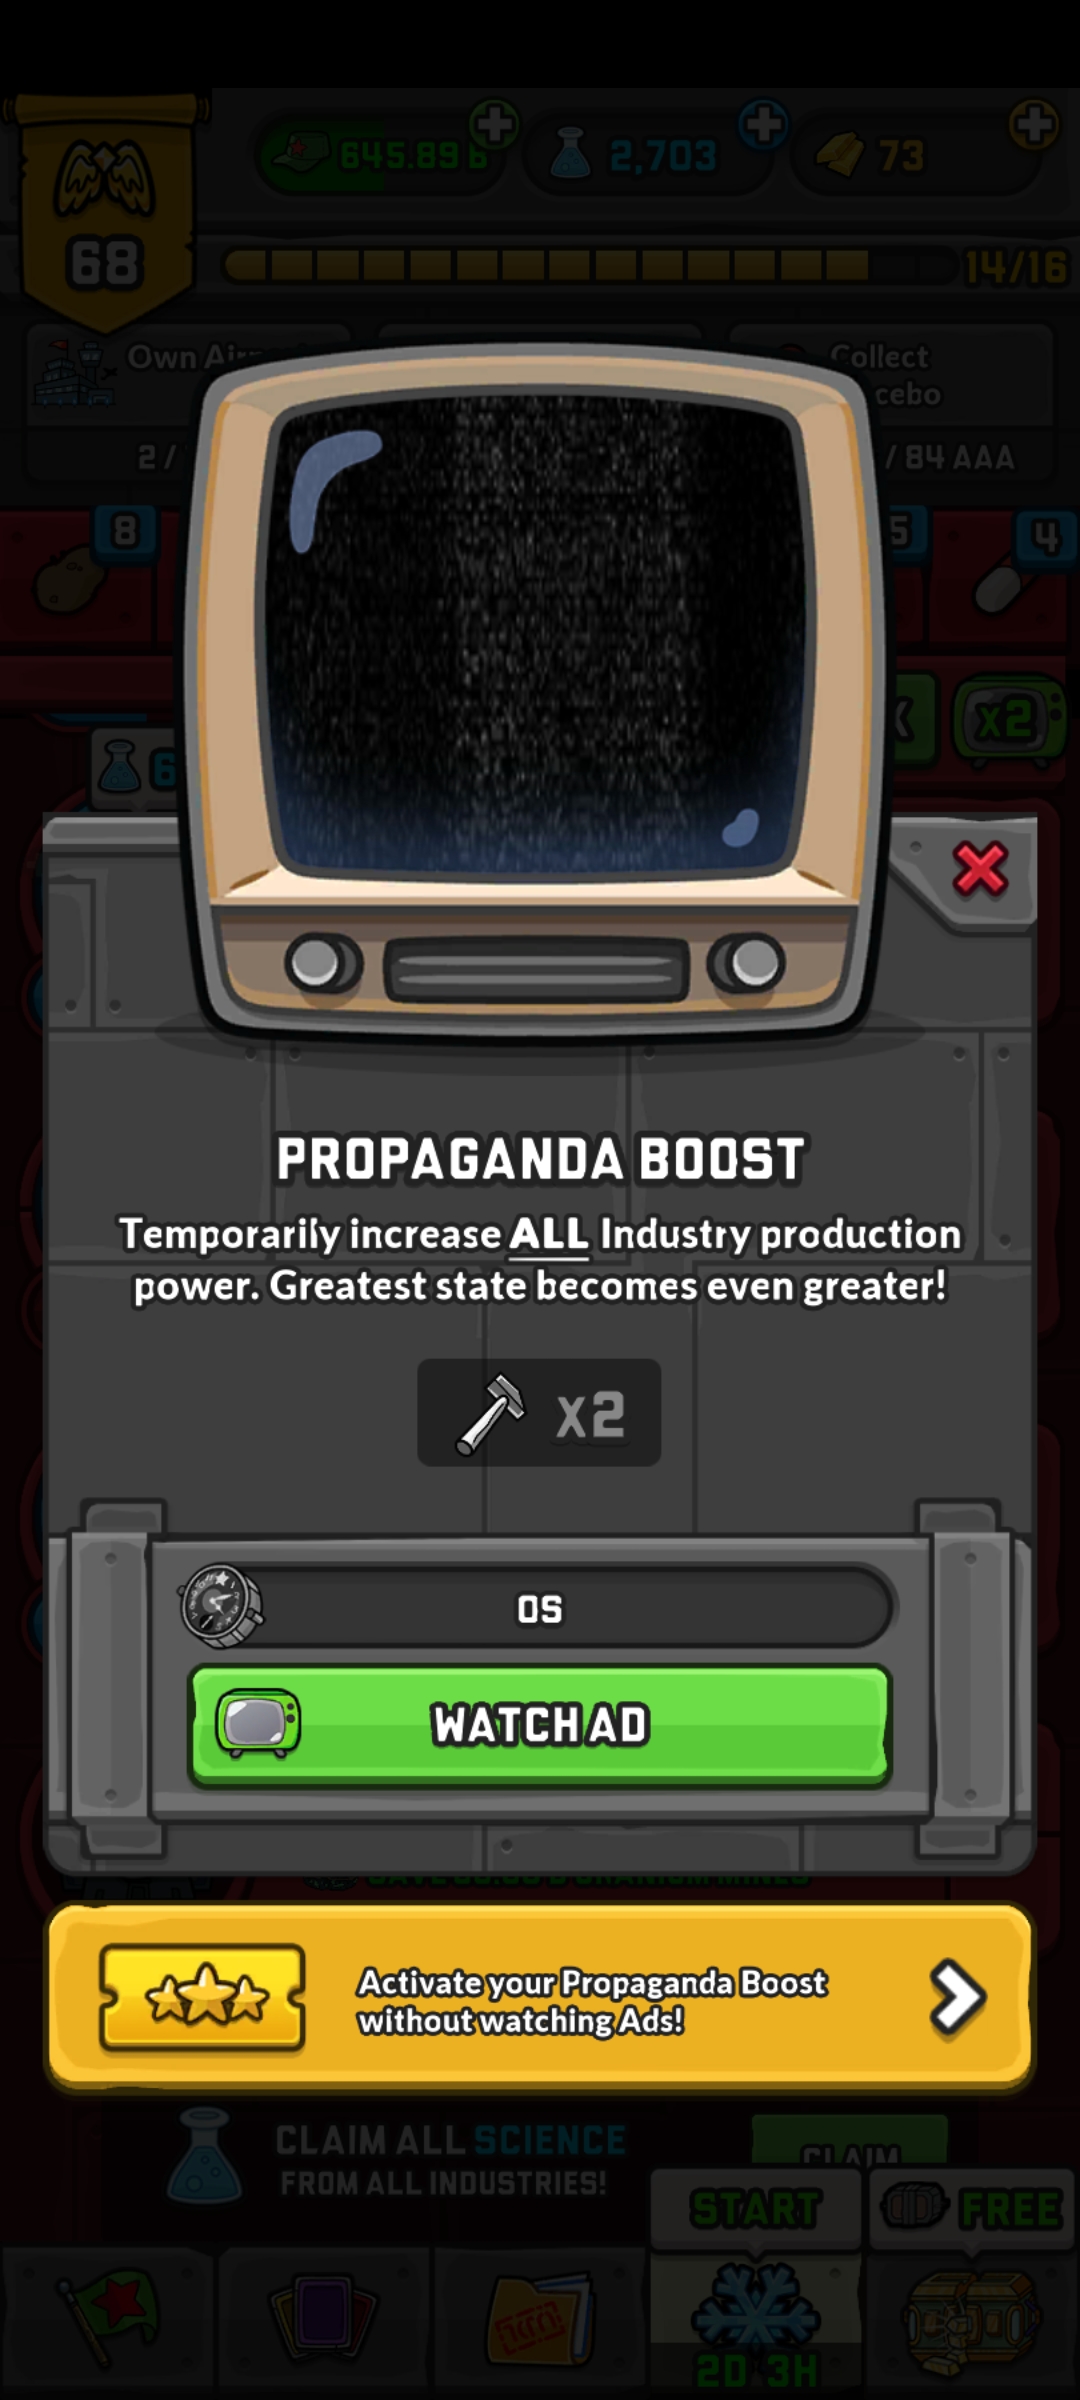 645.89 B
2,703
73
68
14/16
Own
Collect
cebo
2 /
/ 84 AAA
8
5
4
x2
6
PROPAGANDA BOOST
Temporarily increase ALL Industry production
power. Greatest state becomes even greater!
x2
0S
WATCH AD
Activate your Propaganda Boost
without watching Ads!
CLAIM ALL SCIENCE
FROM ALL INDUSTRIES!
CLAIM
START
FREE
2D 3H